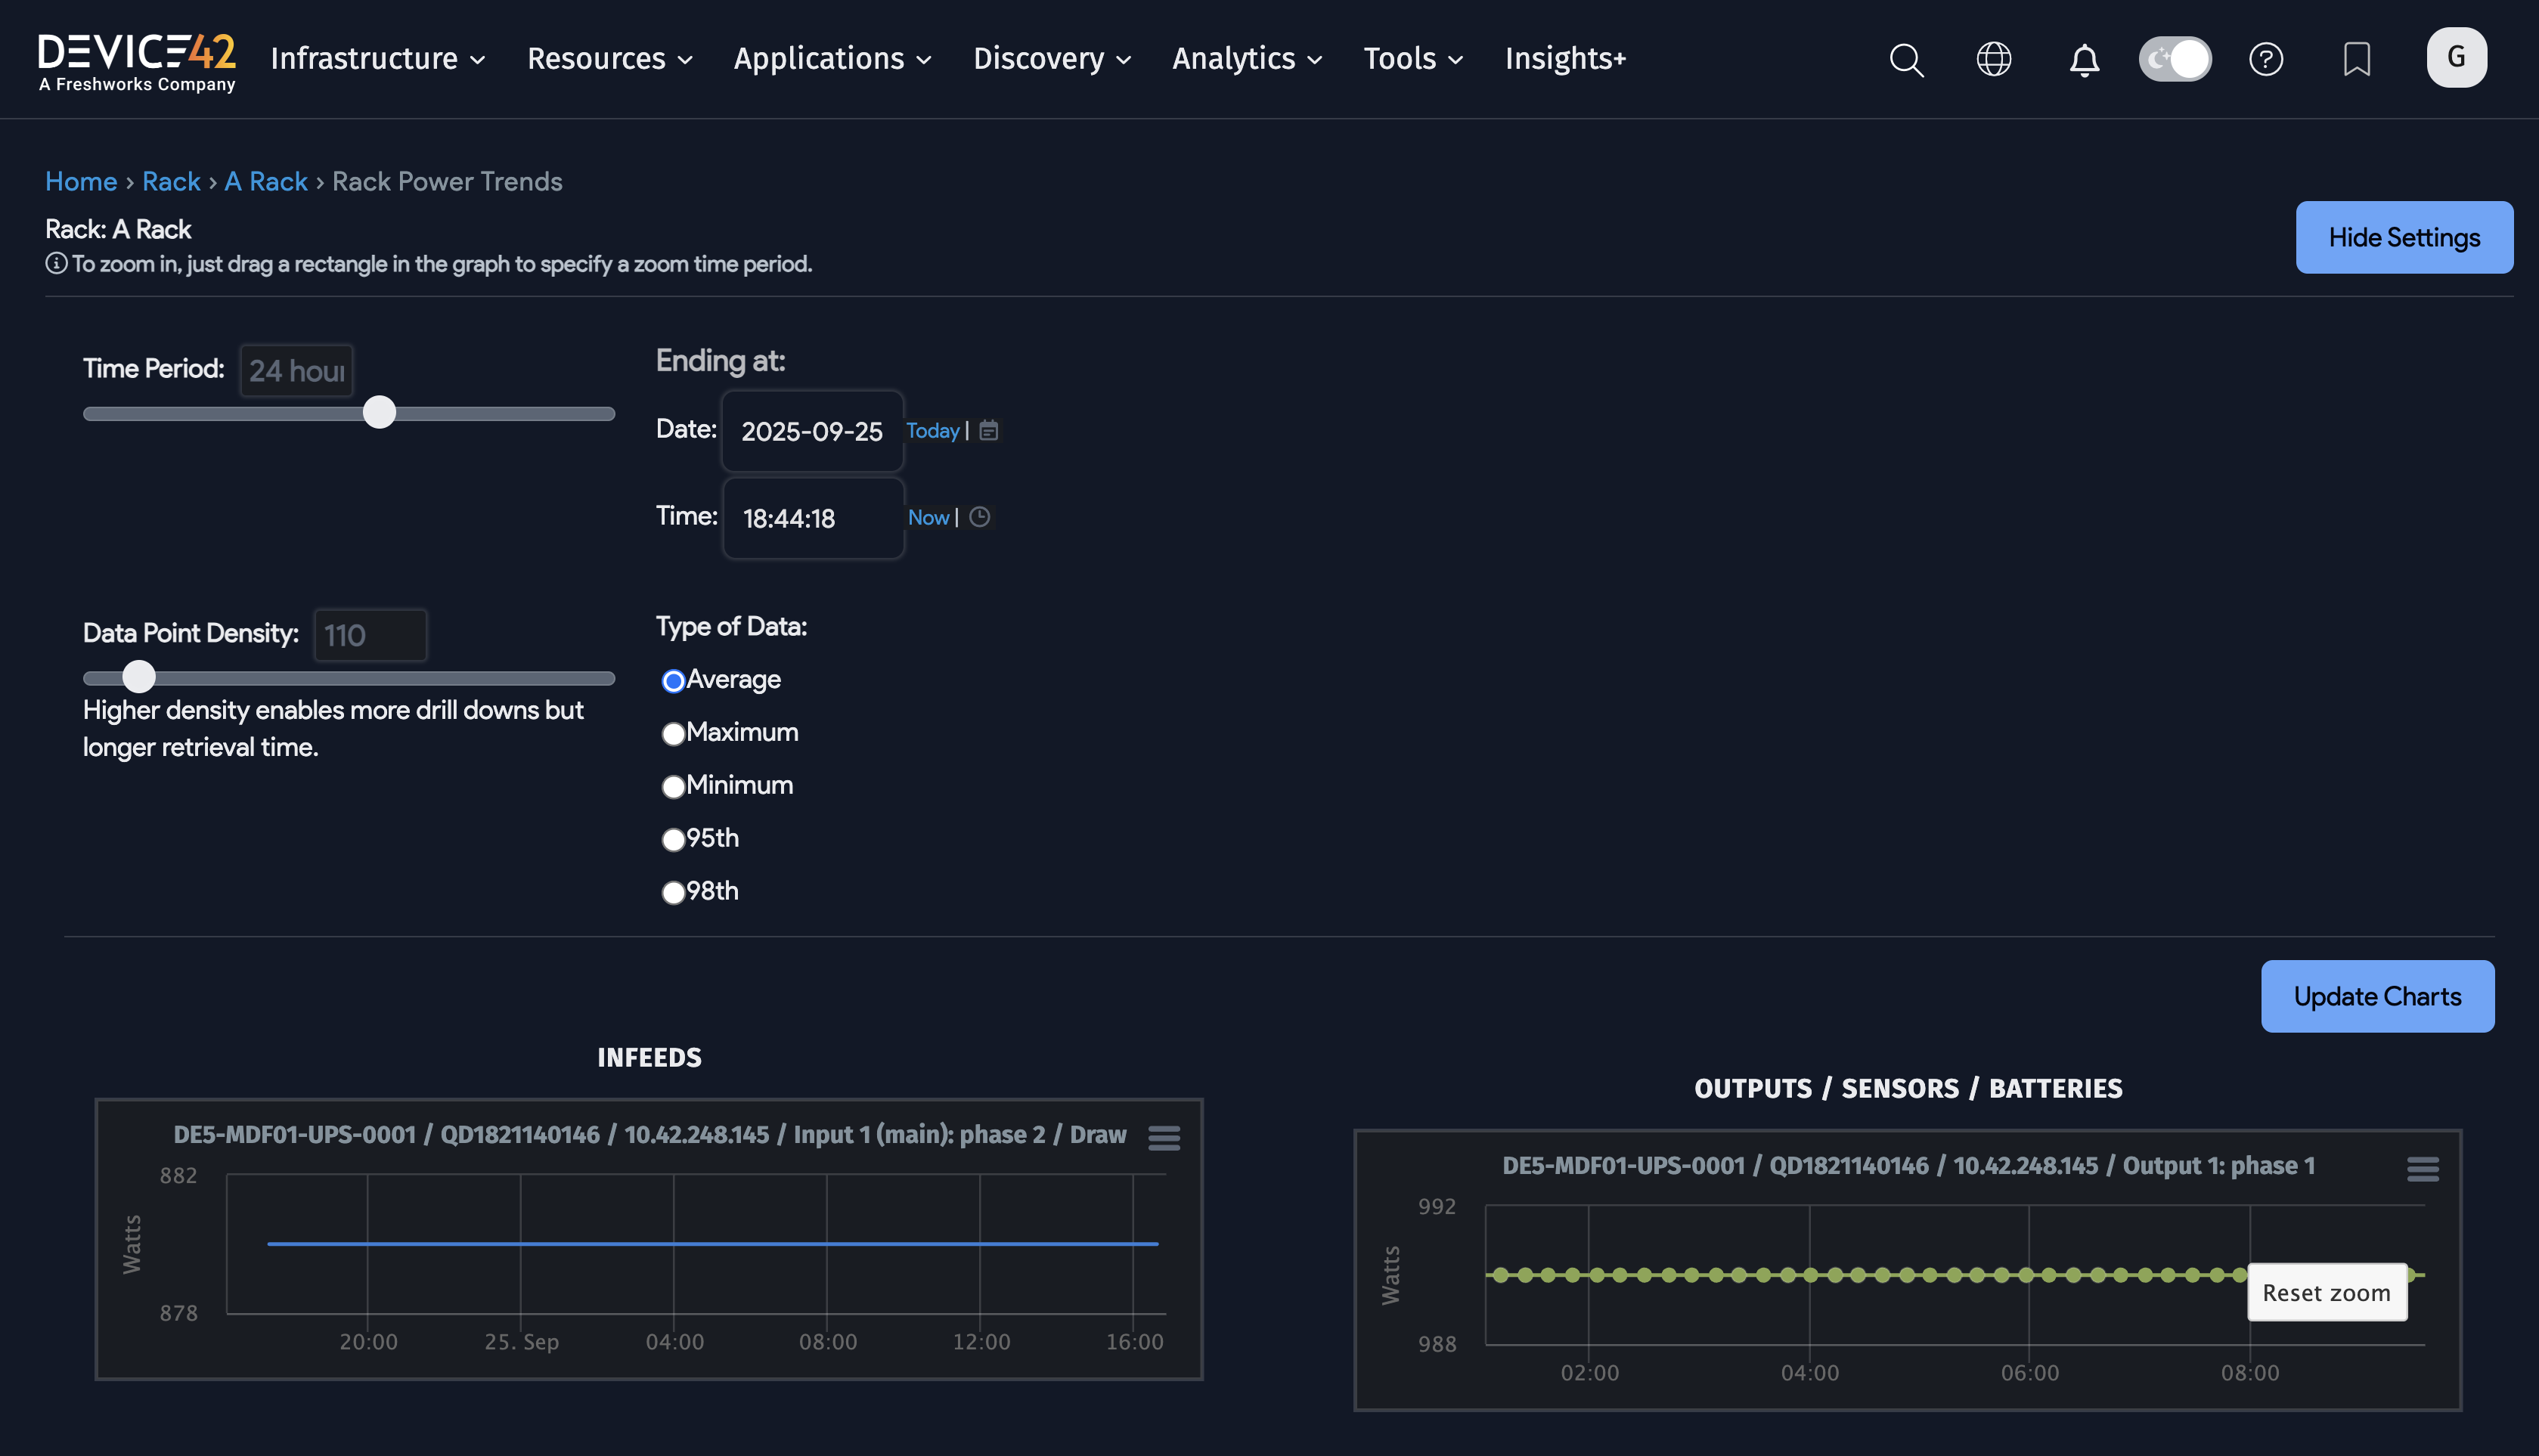 DEVICE42
A Freshworks Company
Infrastructure
Resources
Applications
Discovery
Analytics
Tools
Insights+
G
Home › Rack › A Rack › Rack Power Trends
Rack: A Rack
To zoom in, just drag a rectangle in the graph to specify a zoom time period.
Hide Settings
Time Period: 24 hour
Ending at:
Date: 2025-09-25 Today |
Time: 18:44:18 Now |
Data Point Density: 110
Higher density enables more drill downs but
longer retrieval time.
Type of Data:
Average
Maximum
Minimum
95th
98th
Update Charts
INFEEDS
DE5-MDF01-UPS-0001 / QD1821140146 / 10.42.248.145 / Input 1 (main): phase 2 / Draw
882
Watts
878
20:00 25. Sep 04:00 08:00 12:00 16:00
OUTPUTS / SENSORS / BATTERIES
DE5-MDF01-UPS-0001 / QD1821140146 / 10.42.248.145 / Output 1: phase 1
992
Watts
Reset zoom
988
02:00 04:00 06:00 08:00